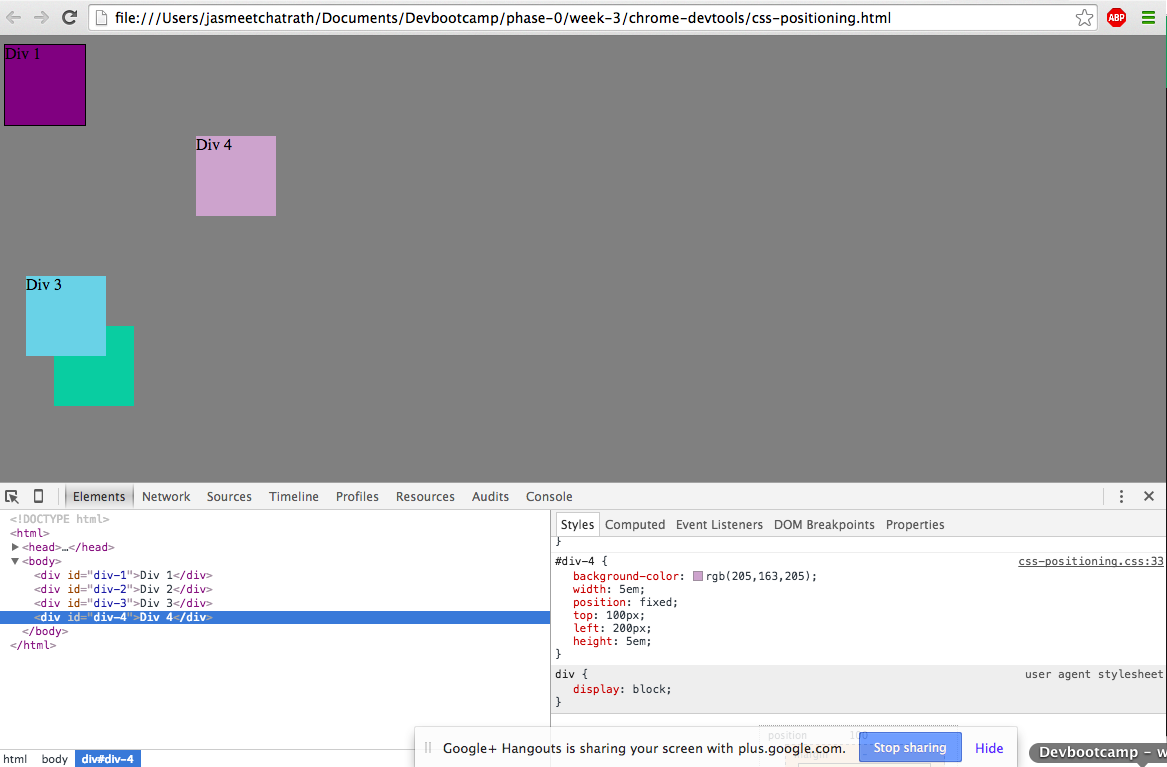 file:///Users/jasmeetchatrath/Documents/Devbootcamp/phase-0/week-3/chrome-devtools/css-positioning.html
ABP
Div 1
Div 4
Div 3
Elements Network Sources Timeline Profiles Resources Audits Console
<!DOCTYPE html>
<html>
<head>…</head>
<body>
<div id="div-1">Div 1</div>
<div id="div-2">Div 2</div>
<div id="div-3">Div 3</div>
<div id="div-4">Div 4</div>
</body>
</html>
Styles Computed Event Listeners DOM Breakpoints Properties
}
#div-4 { css-positioning.css:33
background-color: rgb(205,163,205);
width: 5em;
position: fixed;
top: 100px;
left: 200px;
height: 5em;
}
div { user agent stylesheet
display: block;
}
position 100
Google+ Hangouts is sharing your screen with plus.google.com. Stop sharing Hide
Devbootcamp – w
html body div#div-4